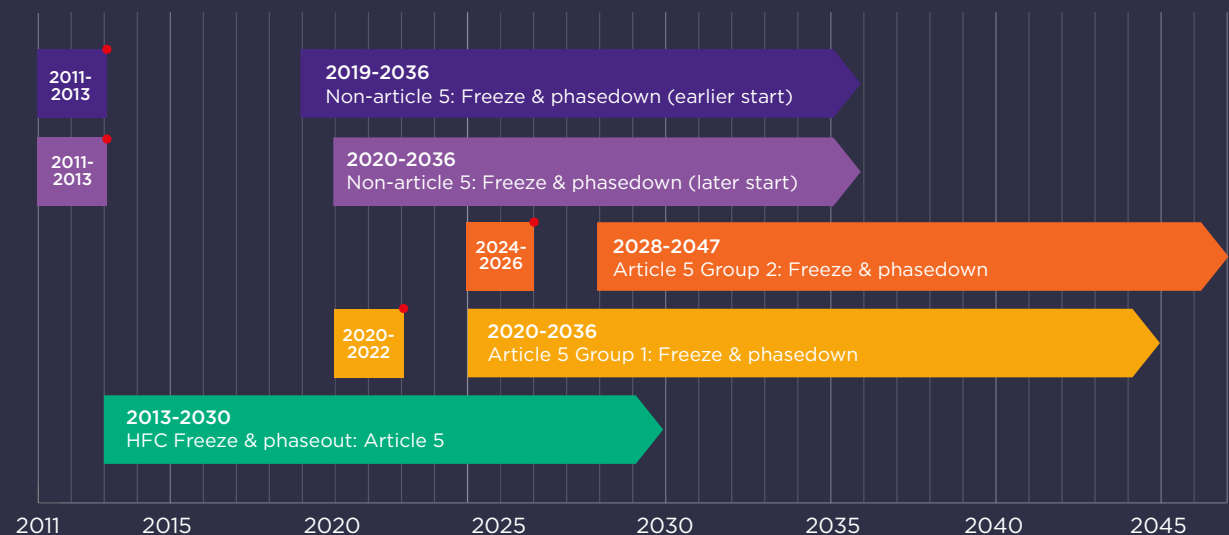 2011-
2013
2019-2036
Non-article 5: Freeze & phasedown (earlier start)
2011-
2013
2020-2036
Non-article 5: Freeze & phasedown (later start)
2024-
2026
2028-2047
Article 5 Group 2: Freeze & phasedown
2020-
2022
2020-2036
Article 5 Group 1: Freeze & phasedown
2013-2030
HFC Freeze & phaseout: Article 5
2011 2015 2020 2025 2030 2035 2040 2045